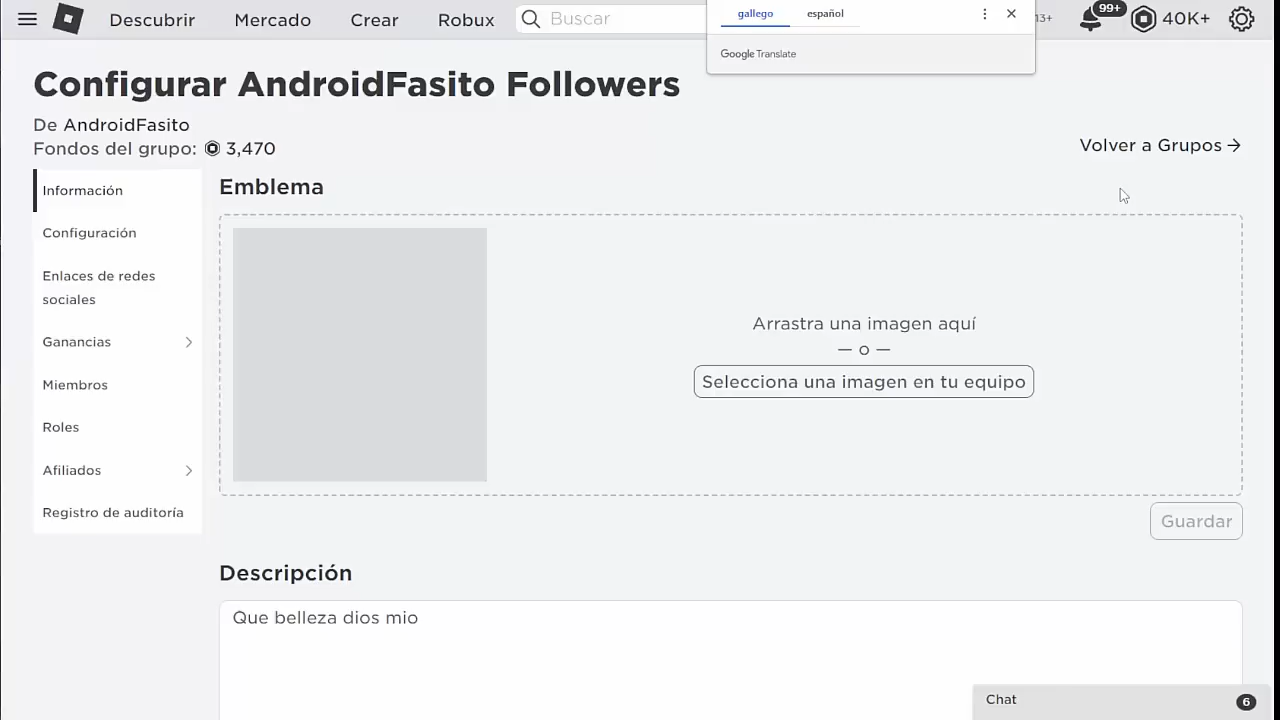 Descubrir Mercado Crear Robux Buscar
gallego español
Google Translate
13+ 99+ 40K+
Configurar AndroidFasito Followers
De AndroidFasito
Fondos del grupo: 3,470
Volver a Grupos →
Información
Configuración
Enlaces de redes
sociales
Ganancias
Miembros
Roles
Afiliados
Registro de auditoría
Emblema
Arrastra una imagen aquí
— o —
Selecciona una imagen en tu equipo
Guardar
Descripción
Que belleza dios mio
Chat 6